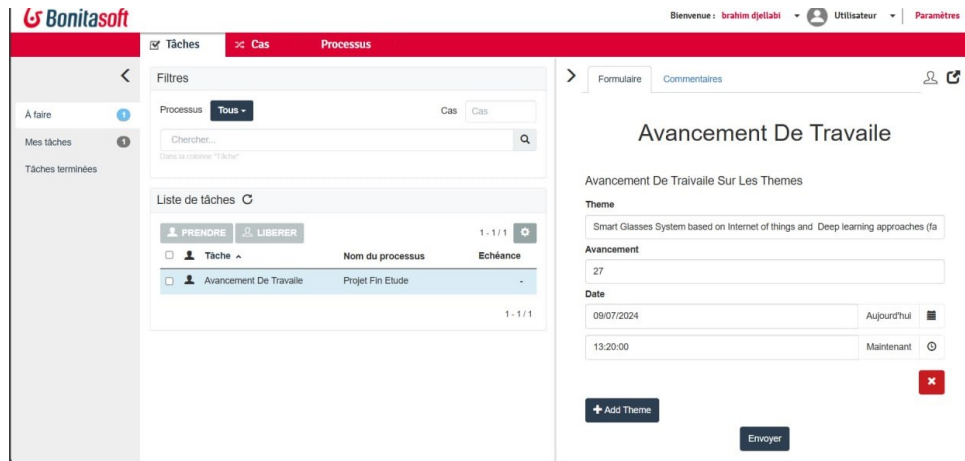 Bonitasoft
Bienvenue : brahim djellabi Utilisateur Paramètres
Tâches Cas Processus
À faire 1
Mes tâches 1
Tâches terminées
Filtres
Processus Tous Cas Cas
Chercher...
Dans la colonne "Tâche"
Liste de tâches
PRENDRE LIBERER 1 - 1 / 1
Tâche Nom du processus Echéance
Avancement De Travaile Projet Fin Etude -
1 - 1 / 1
Formulaire Commentaires
Avancement De Travaile
Avancement De Traivaile Sur Les Themes
Theme
Smart Glasses System based on Internet of things and Deep learning approaches (fa
Avancement
27
Date
09/07/2024 Aujourd'hui
13:20:00 Maintenant
Add Theme
Envoyer